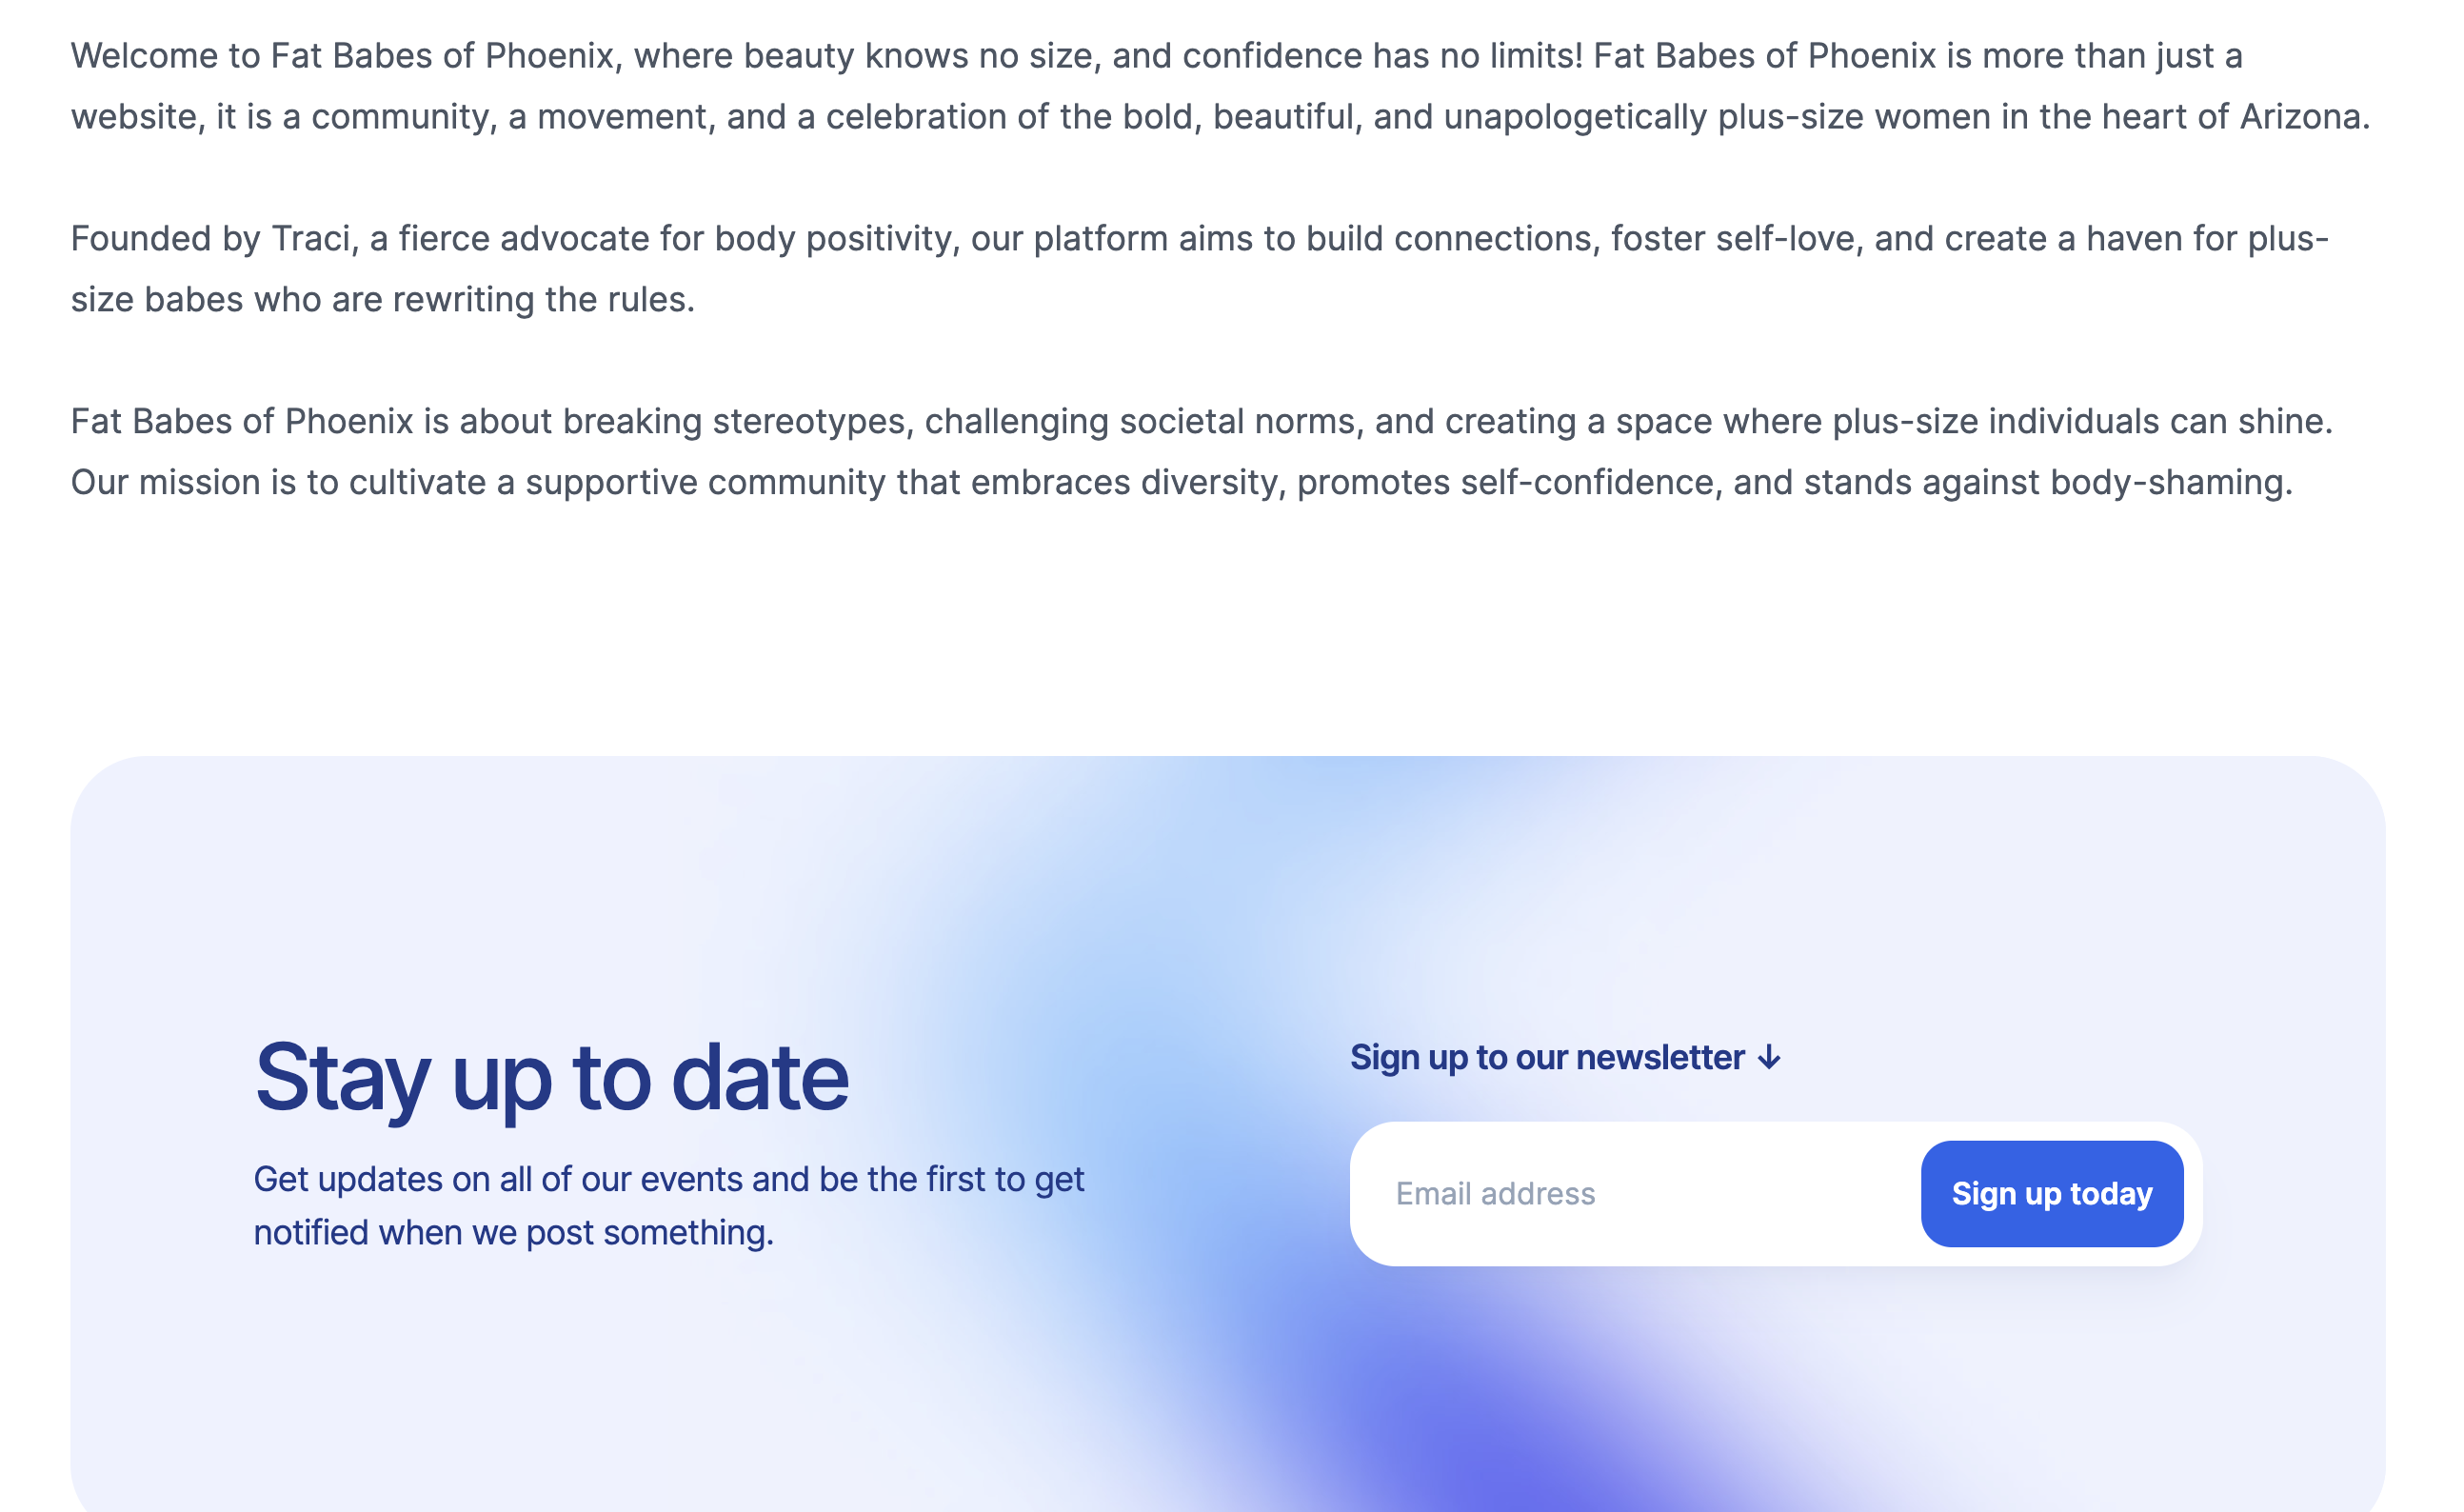 Welcome to Fat Babes of Phoenix, where beauty knows no size, and confidence has no limits! Fat Babes of Phoenix is more than just a
website, it is a community, a movement, and a celebration of the bold, beautiful, and unapologetically plus-size women in the heart of Arizona.
Founded by Traci, a fierce advocate for body positivity, our platform aims to build connections, foster self-love, and create a haven for plus-
size babes who are rewriting the rules.
Fat Babes of Phoenix is about breaking stereotypes, challenging societal norms, and creating a space where plus-size individuals can shine.
Our mission is to cultivate a supportive community that embraces diversity, promotes self-confidence, and stands against body-shaming.
Stay up to date
Get updates on all of our events and be the first to get
notified when we post something.
Sign up to our newsletter ↓
Email address
Sign up today